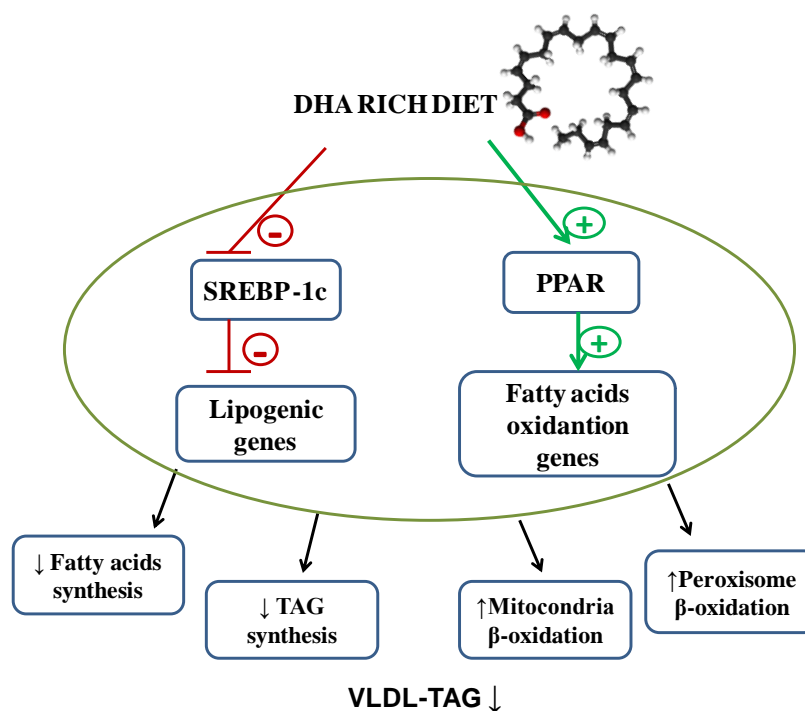 DHA RICH DIET
-
+
SREBP-1c
PPAR
-
+
Lipogenic
genes
Fatty acids
oxidantion
genes
↓ Fatty acids
synthesis
↓ TAG
synthesis
↑Mitocondria
β-oxidation
↑Peroxisome
β-oxidation
VLDL-TAG ↓